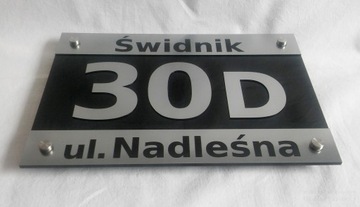 Świdnik
30D
ul. Nadleśna